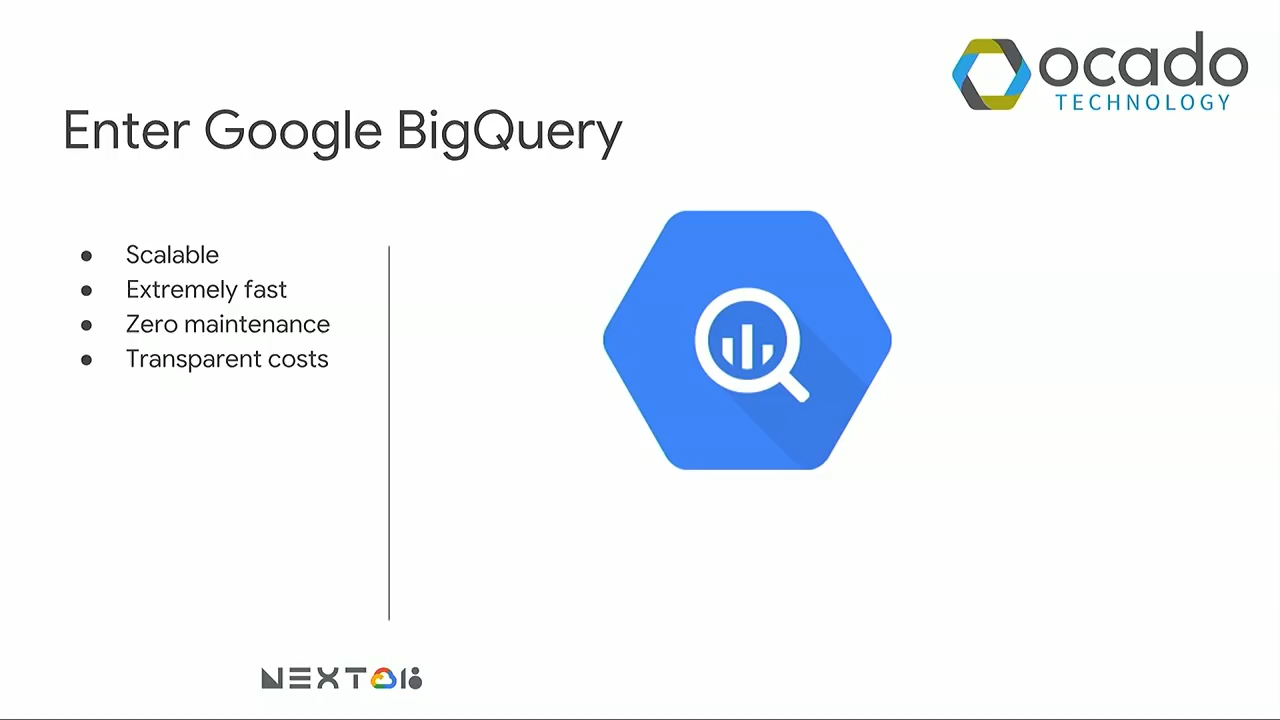 ocado
TECHNOLOGY
Enter Google BigQuery
● Scalable
● Extremely fast
● Zero maintenance
● Transparent costs
NEXT 18